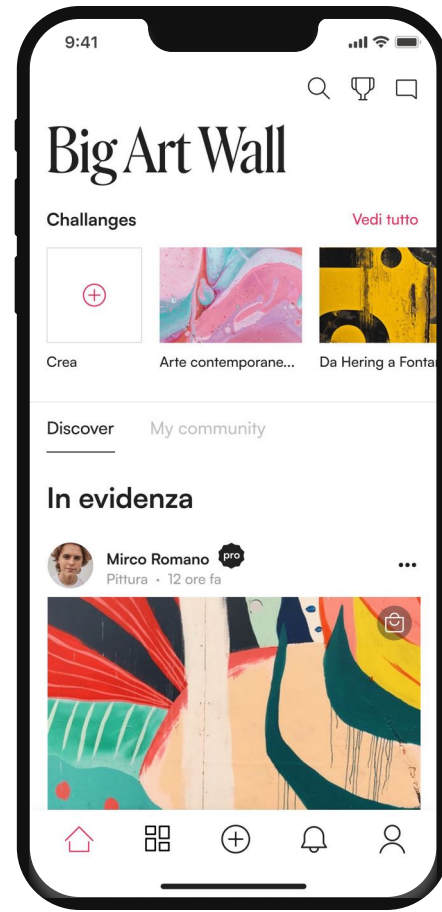 9:41
Big Art Wall
Challanges Vedi tutto
Crea Arte contemporane... Da Hering a Fontan
Discover My community
In evidenza
Mirco Romano pro
Pittura · 12 ore fa